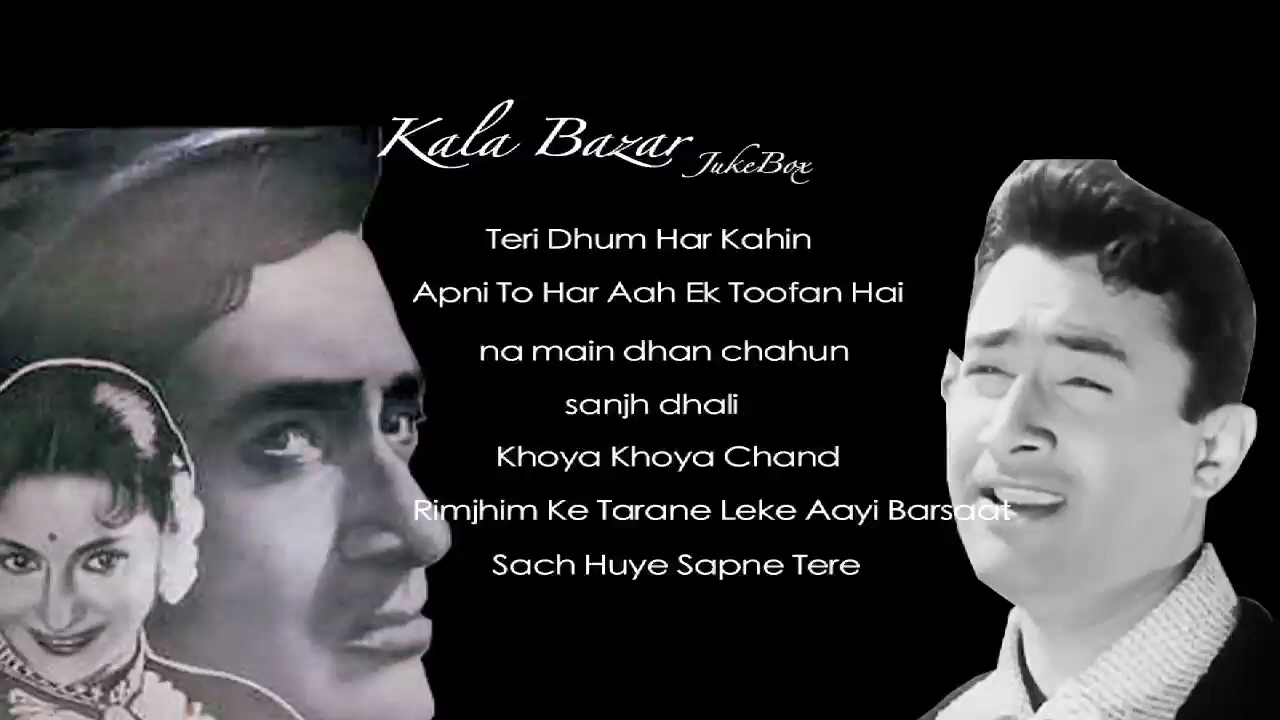 Kala Bazar JukeBox
Teri Dhum Har Kahin
Apni To Har Aah Ek Toofan Hai
na main dhan chahun
sanjh dhali
Khoya Khoya Chand
Rimjhim Ke Tarane Leke Aayi Barsaat
Sach Huye Sapne Tere